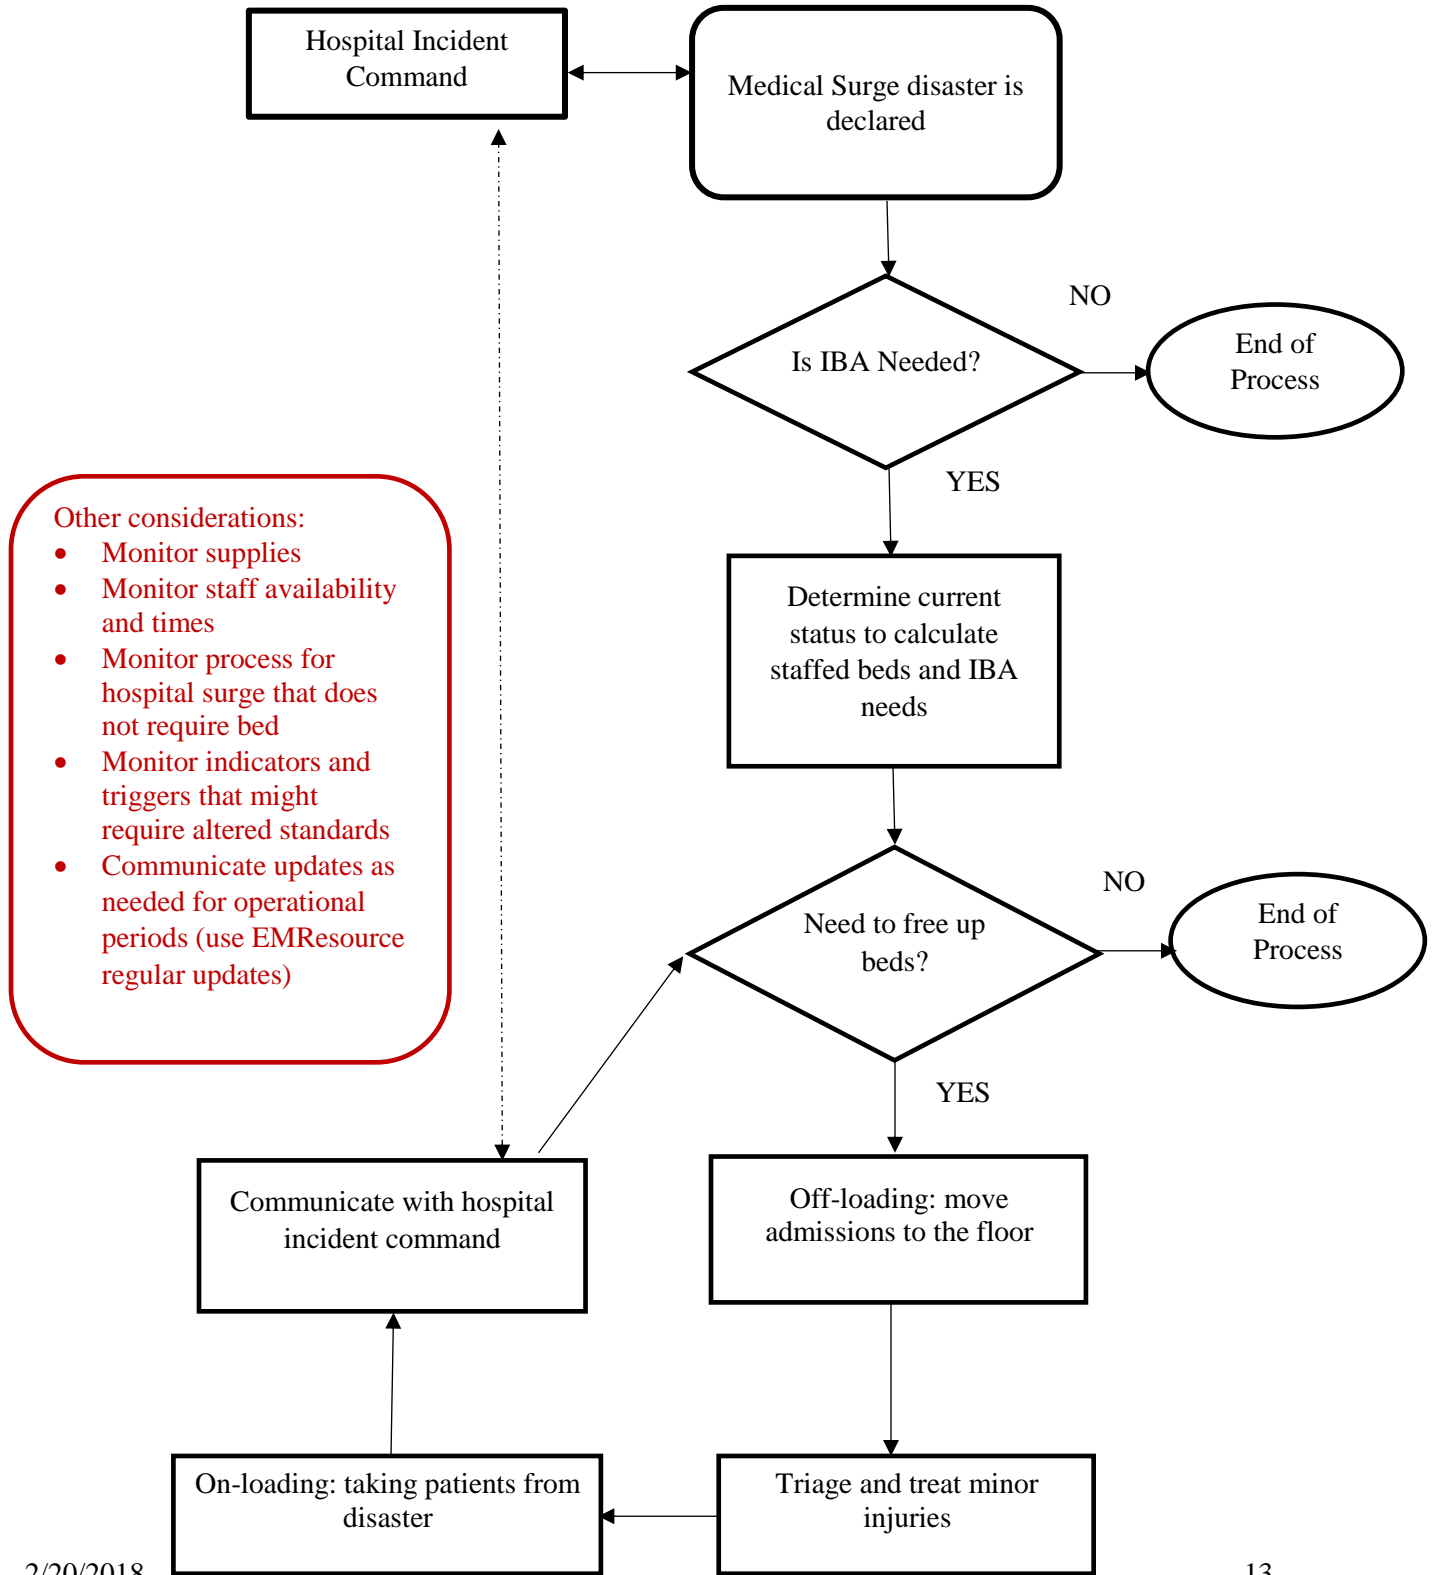 Hospital Incident
Command
Medical Surge disaster is
declared
NO
Is IBA Needed?
End of
Process
YES
Other considerations:
• Monitor supplies
• Monitor staff availability
and times
• Monitor process for
hospital surge that does
not require bed
• Monitor indicators and
triggers that might
require altered standards
• Communicate updates as
needed for operational
periods (use EMResource
regular updates)
Determine current
status to calculate
staffed beds and IBA
needs
NO
Need to free up
beds?
End of
Process
YES
Communicate with hospital
incident command
Off-loading: move
admissions to the floor
On-loading: taking patients from
disaster
Triage and treat minor
injuries
2/20/2018
13